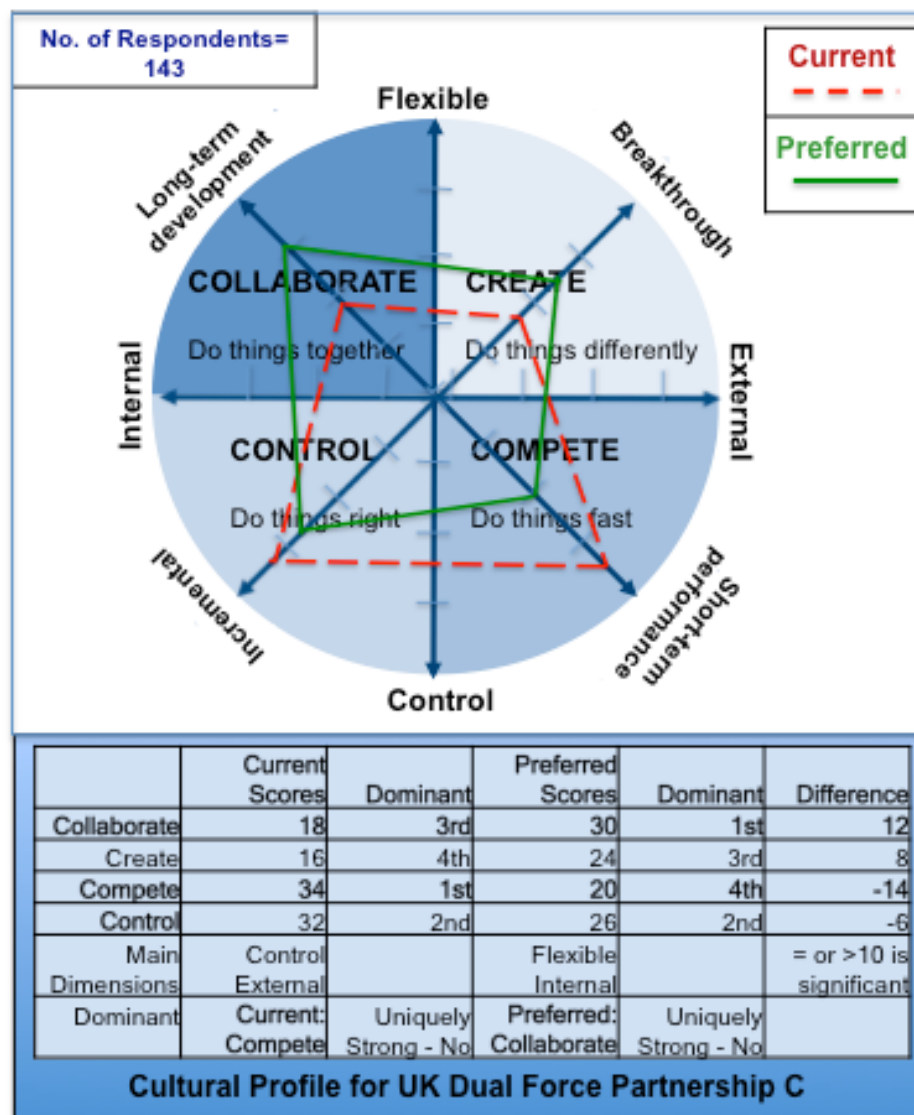 No. of Respondents=
143
Current
Preferred
Flexible
Long-term
development
Breakthrough
COLLABORATE
CREATE
Do things together
Do things differently
Internal
External
CONTROL
COMPETE
Do things right
Do things fast
Incremental
Short-term
performance
Control
Current Scores Dominant Preferred Scores Dominant Difference
Collaborate 18 3rd 30 1st 12
Create 16 4th 24 3rd 8
Compete 34 1st 20 4th -14
Control 32 2nd 26 2nd -6
Main Dimensions Control External Flexible Internal = or >10 is significant
Dominant Current: Compete Uniquely Strong - No Preferred: Collaborate Uniquely Strong - No
Cultural Profile for UK Dual Force Partnership C